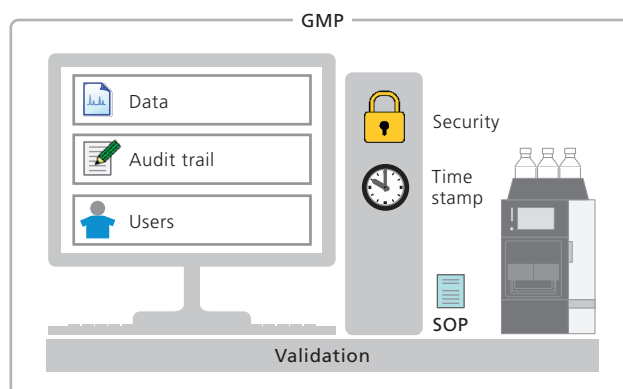 GMP
Data
Audit trail
Users
Security
Time
stamp
SOP
Validation